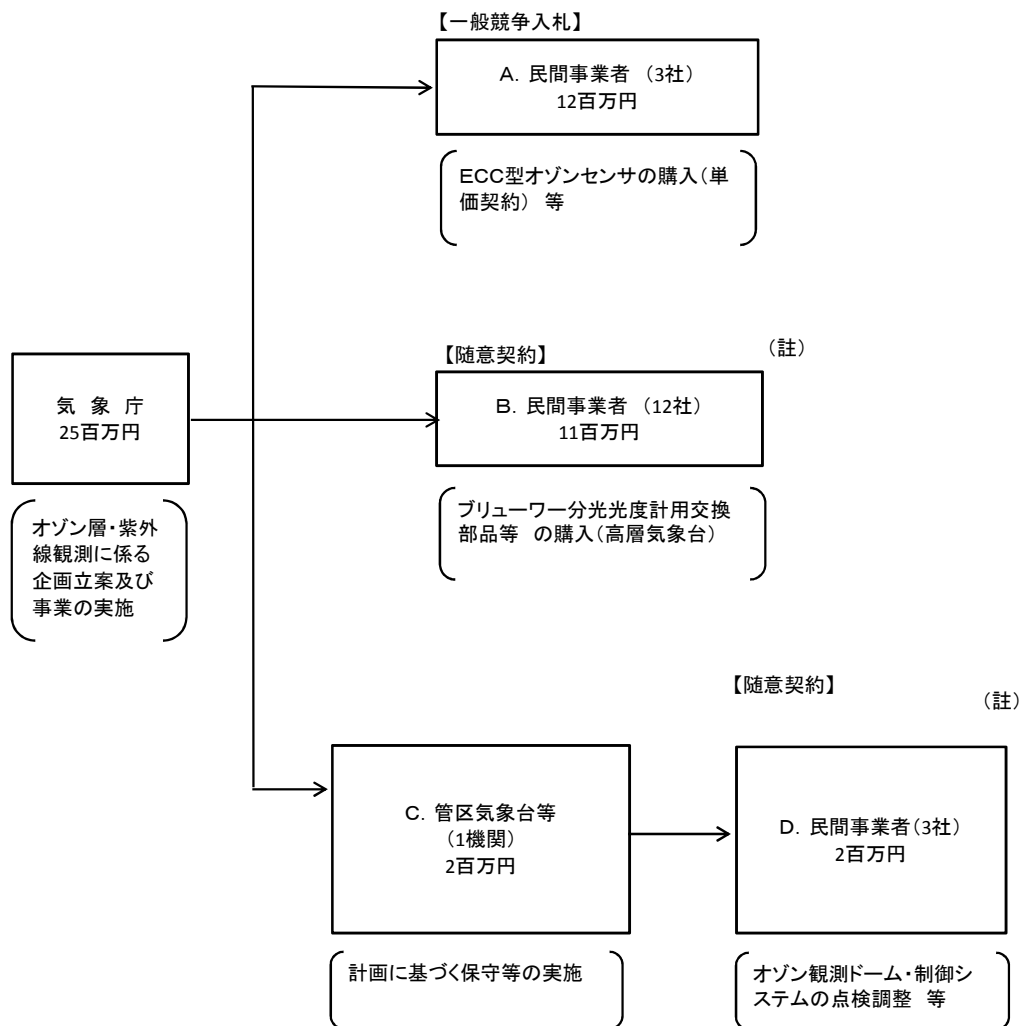 【一般競争入札】
A. 民間事業者 (3社)
12百万円
ECC型オゾンセンサの購入(単
価契約) 等
【随意契約】
(註)
気 象 庁
25百万円
B. 民間事業者 (12社)
11百万円
オゾン層・紫外
線観測に係る
企画立案及び
事業の実施
ブリューワー分光光度計用交換
部品等 の購入(高層気象台)
【随意契約】
(註)
C. 管区気象台等
(1機関)
2百万円
D. 民間事業者(3社)
2百万円
計画に基づく保守等の実施
オゾン観測ドーム・制御シ
ステムの点検調整 等